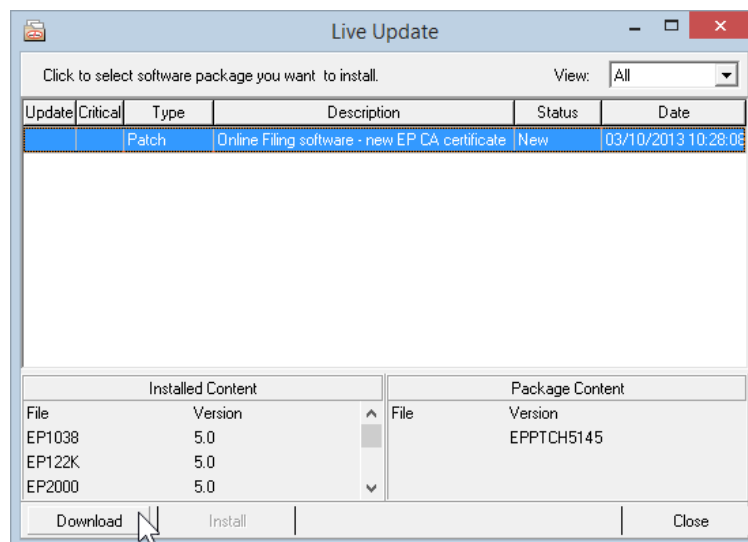 Live Update
Click to select software package you want to install. View: All
Update Critical Type Description Status Date
Patch Online Filing software - new EP CA certificate New 03/10/2013 10:28:08
Installed Content Package Content
File Version File Version
EP1038 5.0 EPPTCH5145
EP122K 5.0
EP2000 5.0
Download Install Close